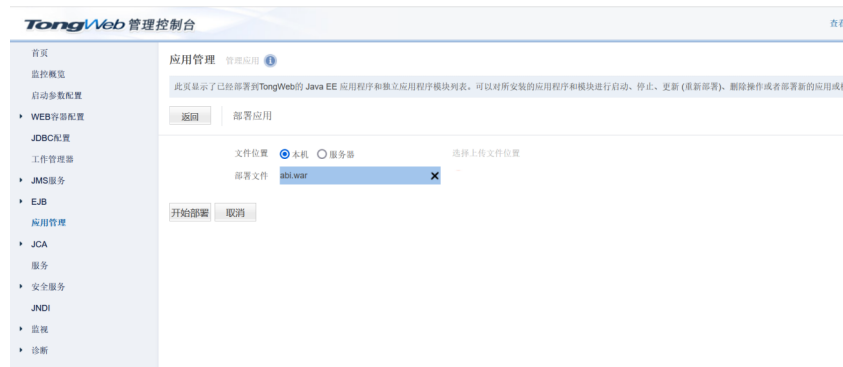 TongWeb 管理控制台
查看
首页
监控概览
启动参数配置
WEB容器配置
JDBC配置
工作管理器
JMS服务
EJB
应用管理
JCA
服务
安全服务
JNDI
监视
诊断
应用管理 管理应用
此页显示了已经部署到TongWeb的 Java EE 应用程序和独立应用程序模块列表。可以对所安装的应用程序和模块进行启动、停止、更新 (重新部署)、删除操作或者部署新的应用或
返回 部署应用
文件位置 本机 服务器 选择上传文件位置
部署文件 abi.war
开始部署 取消